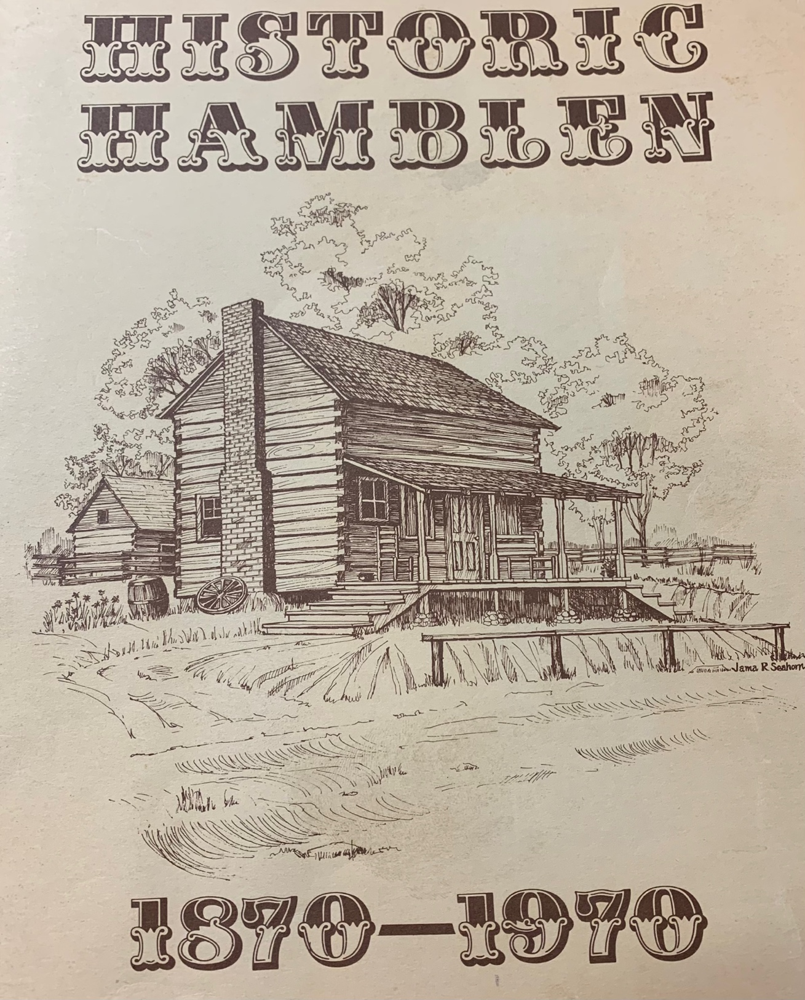 HISTORIC
HAMBLEN
Jama R. Seahorn
1870—1970